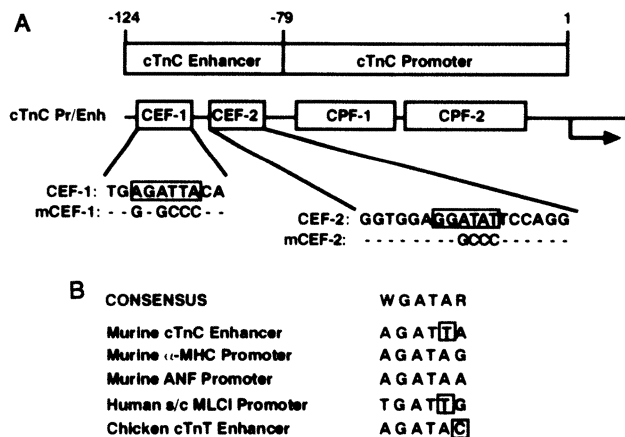 A
-124 -79 1
cTnC Enhancer cTnC Promoter
cTnC Pr/Enh CEF-1 CEF-2 CPF-1 CPF-2
CEF-1: TGAGATTACA
mCEF-1: - - G - GCCC - -
CEF-2: GGTGGAGGATATTCCAGG
mCEF-2: - - - - - - - - GCCC - - - - - -
B
CONSENSUS WGATAR
Murine cTnC Enhancer AGATTA
Murine α-MHC Promoter AGATAG
Murine ANF Promoter AGATAA
Human s/c MLCI Promoter TGATTG
Chicken cTnT Enhancer AGATAC